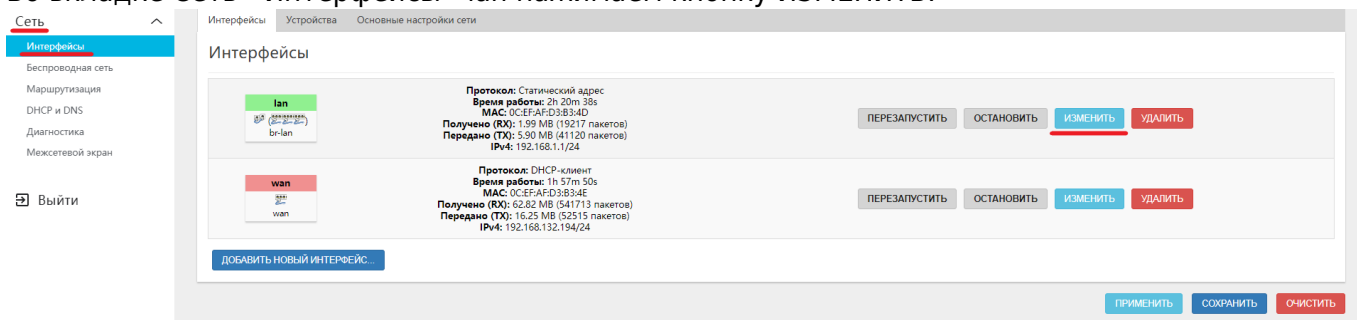 Сеть
Интерфейсы
Беспроводная сеть
Маршрутизация
DHCP и DNS
Диагностика
Межсетевой экран
Выйти
Интерфейсы Устройства Основные настройки сети
Интерфейсы
lan
br-lan
Протокол: Статический адрес
Время работы: 2h 20m 38s
MAC: 0C:EF:AF:D3:B3:4D
Получено (RX): 1.99 MB (19217 пакетов)
Передано (TX): 5.90 MB (41120 пакетов)
IPv4: 192.168.1.1/24
ПЕРЕЗАПУСТИТЬ ОСТАНОВИТЬ ИЗМЕНИТЬ УДАЛИТЬ
wan
wan
Протокол: DHCP-клиент
Время работы: 1h 57m 50s
MAC: 0C:EF:AF:D3:B3:4E
Получено (RX): 62.82 MB (541713 пакетов)
Передано (TX): 16.25 MB (52515 пакетов)
IPv4: 192.168.132.194/24
ПЕРЕЗАПУСТИТЬ ОСТАНОВИТЬ ИЗМЕНИТЬ УДАЛИТЬ
ДОБАВИТЬ НОВЫЙ ИНТЕРФЕЙС...
ПРИМЕНИТЬ СОХРАНИТЬ ОЧИСТИТЬ